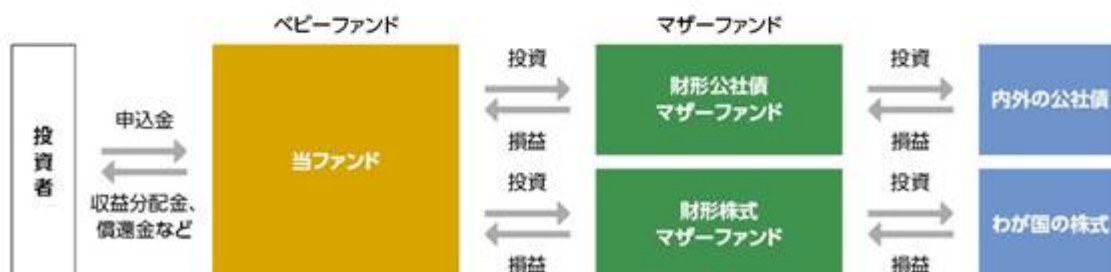 ベビーファンド
マザーファンド
投資者
申込金
収益分配金、
償還金など
当ファンド
投資
損益
投資
損益
財形公社債
マザーファンド
財形株式
マザーファンド
投資
損益
投資
損益
内外の公社債
わが国の株式